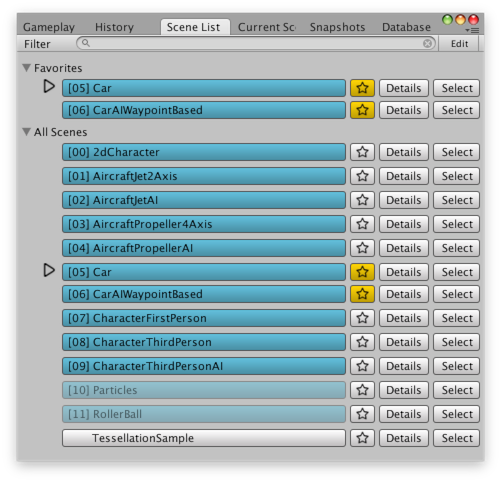 Gameplay History Scene List Current Sc Snapshots Database
Filter Edit
Favorites
[05] Car Details Select
[06] CarAIWaypointBased Details Select
All Scenes
[00] 2dCharacter Details Select
[01] AircraftJet2Axis Details Select
[02] AircraftJetAI Details Select
[03] AircraftPropeller4Axis Details Select
[04] AircraftPropellerAI Details Select
[05] Car Details Select
[06] CarAIWaypointBased Details Select
[07] CharacterFirstPerson Details Select
[08] CharacterThirdPerson Details Select
[09] CharacterThirdPersonAI Details Select
[10] Particles Details Select
[11] RollerBall Details Select
TessellationSample Details Select